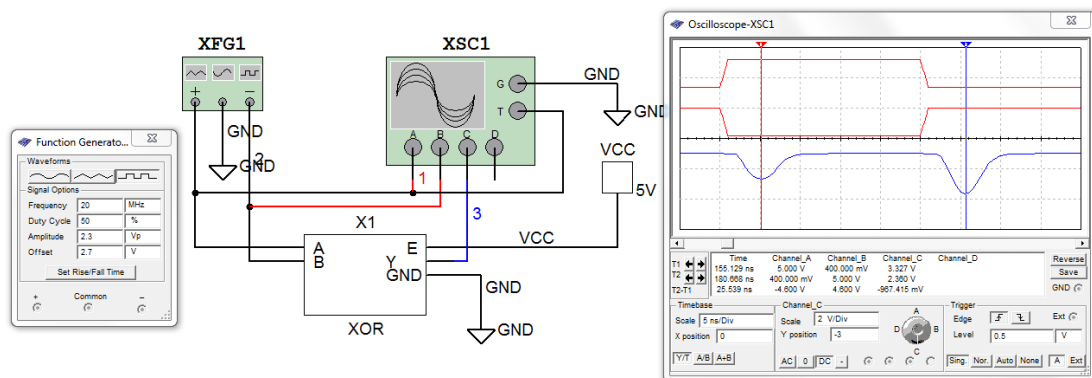 XFG1
XSC1
GND
G
T
GND
A
B
C
D
GND
GND
2
1
3
VCC
5V
X1
A
B
E
Y
GND
VCC
GND
GND
XOR
Function Generato...
Waveforms
Signal Options
Frequency 20 MHz
Duty Cycle 50 %
Amplitude 2.3 Vp
Offset 2.7 V
Set Rise/Fall Time
+ Common −
Oscilloscope-XSC1
1
2
Time Channel_A Channel_B Channel_C Channel_D
T1 155.129 ns 5.000 V 400.000 mV 3.327 V
T2 180.668 ns 400.000 mV 5.000 V 2.360 V
T2-T1 25.539 ns -4.600 V 4.600 V -967.415 mV
Reverse
Save
GND
Timebase
Scale 5 ns/Div
X position 0
Y/T A/B A+B
Channel_C
Scale 2 V/Div
Y position -3
AC 0 DC -
A
B
C
D
Trigger
Edge Ext
Level 0.5 V
Sing. Nor. Auto None A Ext